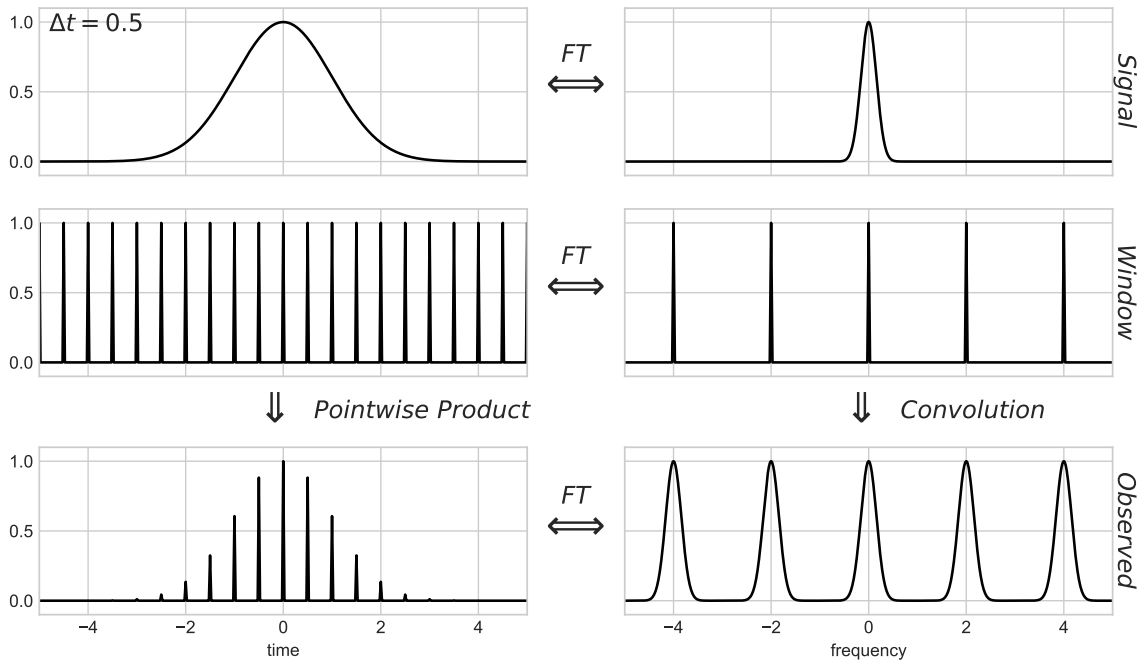 Δt = 0.5
1.0
0.5
0.0
FT
⟺
Signal
1.0
0.5
0.0
FT
⟺
Window
⇓ Pointwise Product
⇓ Convolution
1.0
0.5
0.0
FT
⟺
Observed
−4 −2 0 2 4
time
−4 −2 0 2 4
frequency